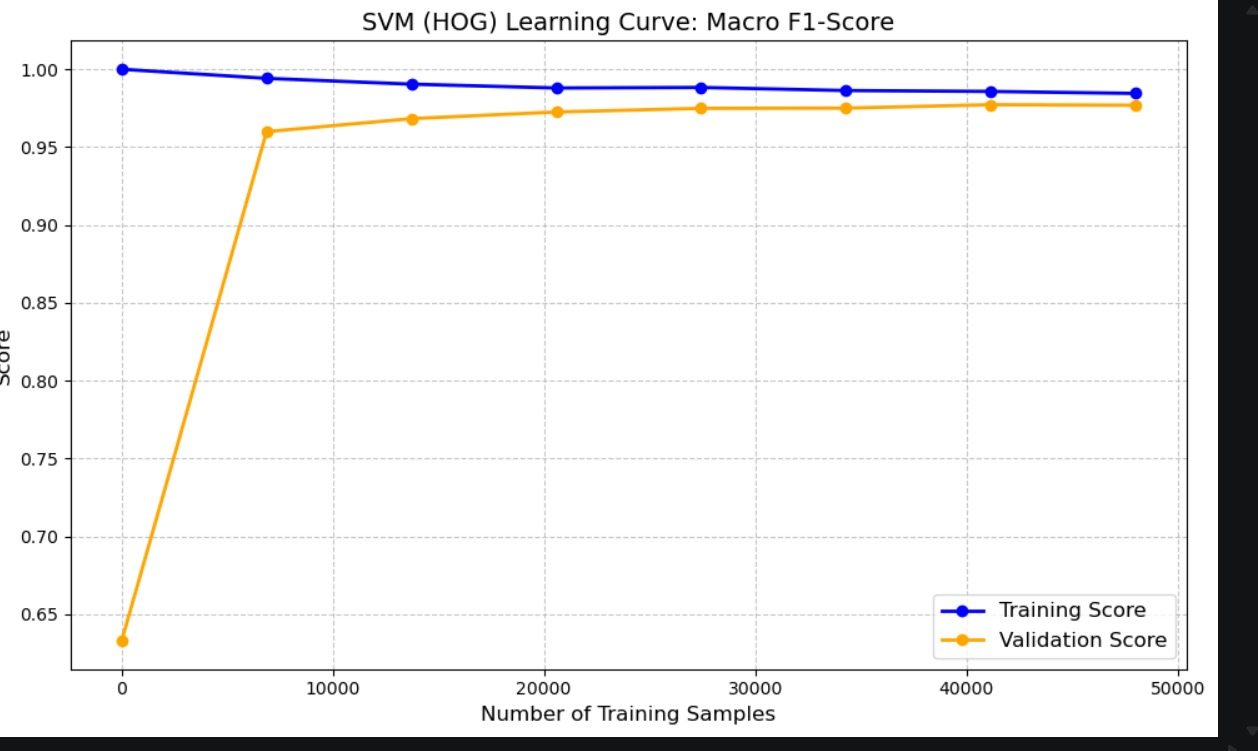 SVM (HOG) Learning Curve: Macro F1-Score
1.00
0.95
0.90
0.85
0.80
0.75
0.70
0.65
Score
0
10000
20000
30000
40000
50000
Number of Training Samples
Training Score
Validation Score